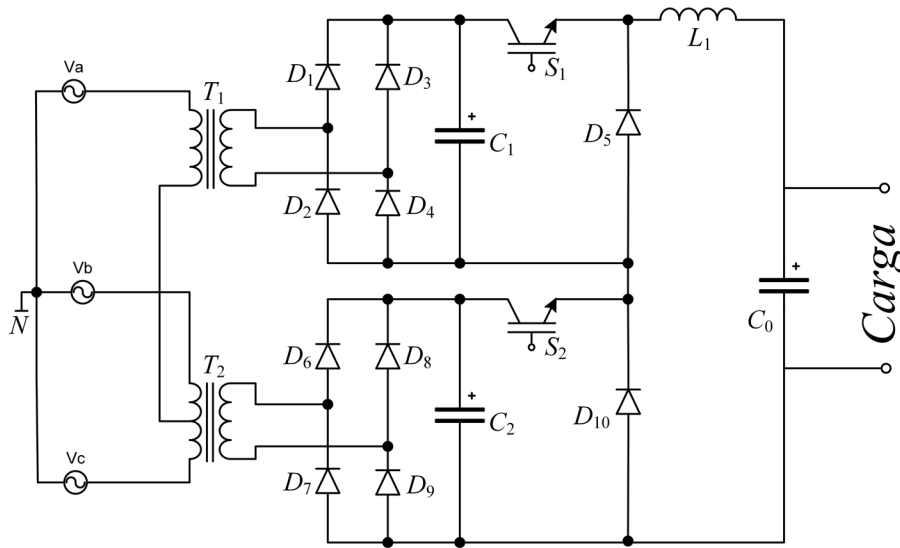 Va
Vb
Vc
N
T1
T2
D1
D3
D2
D4
C1
S1
D5
L1
D6
D8
D7
D9
C2
S2
D10
C0
+
+
+
Carga